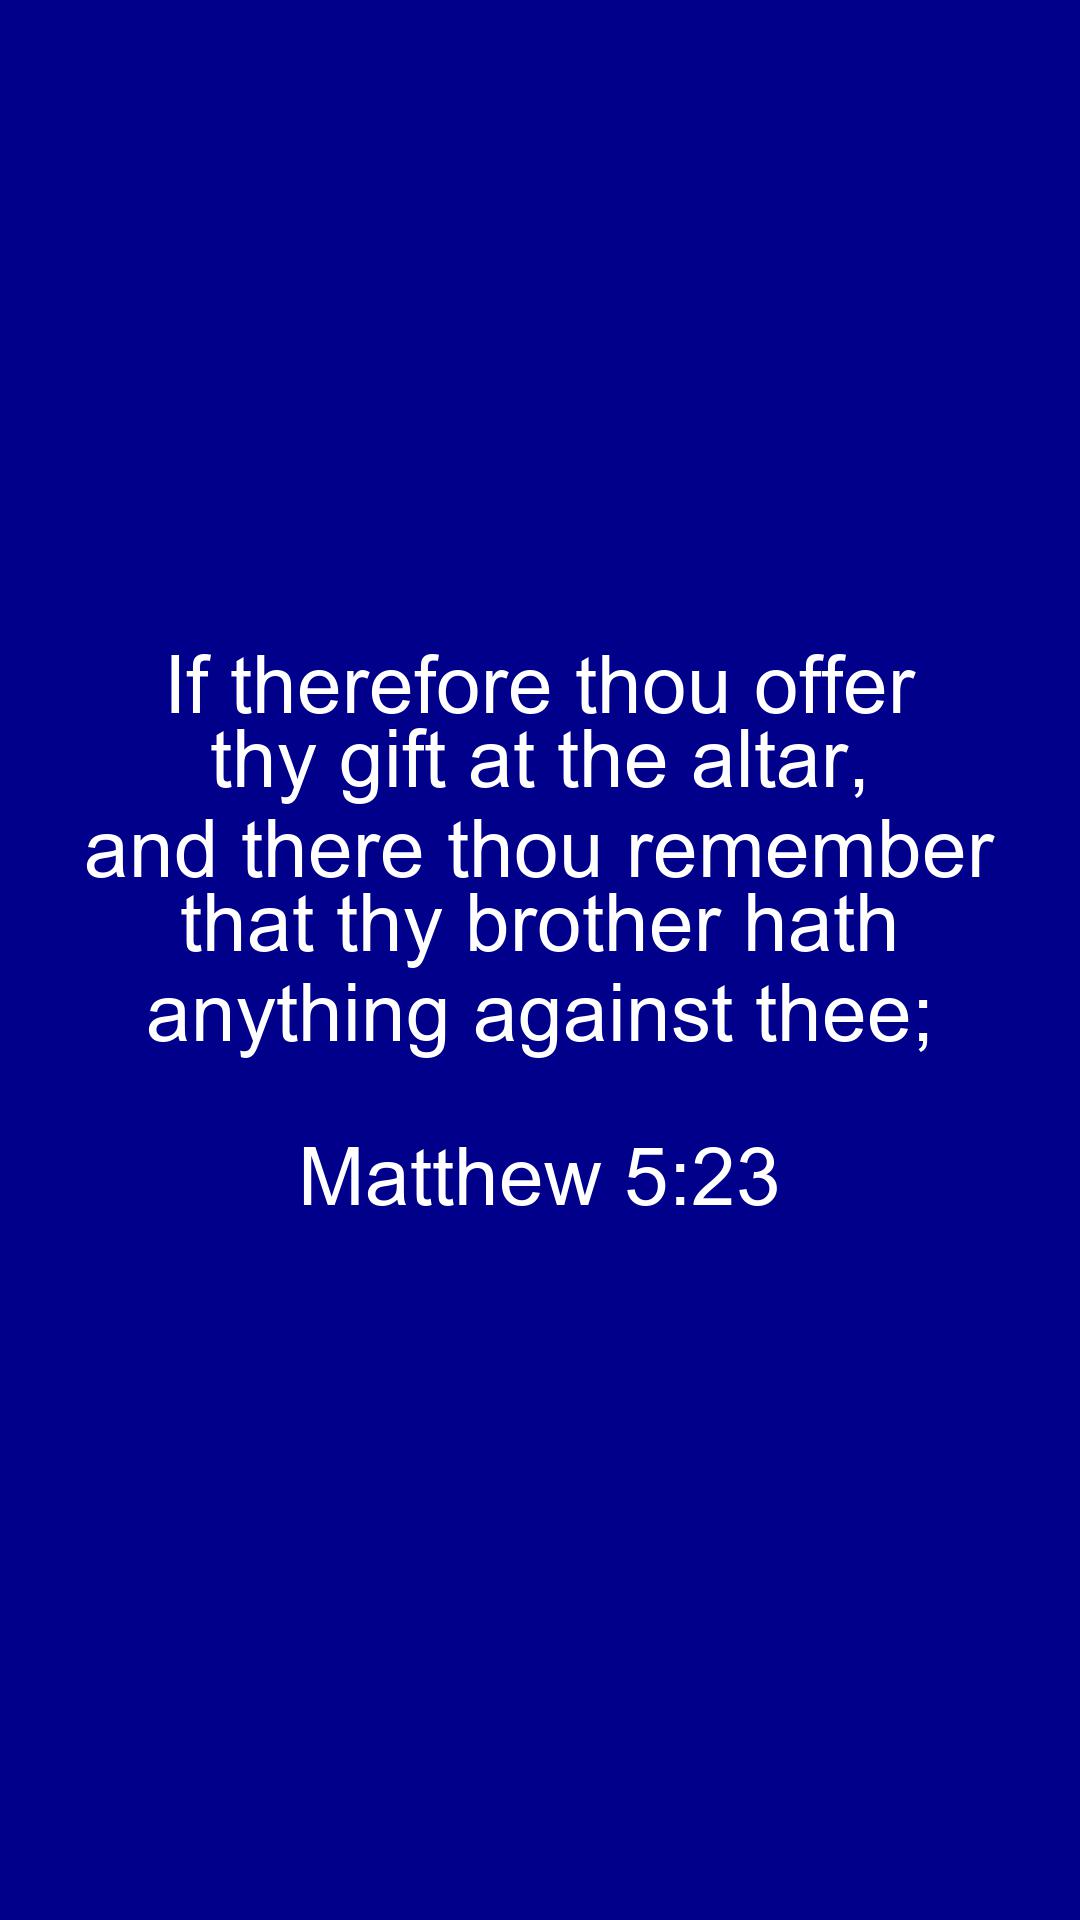 If therefore thou offer
thy gift at the altar,
and there thou remember
that thy brother hath
anything against thee;
Matthew 5:23